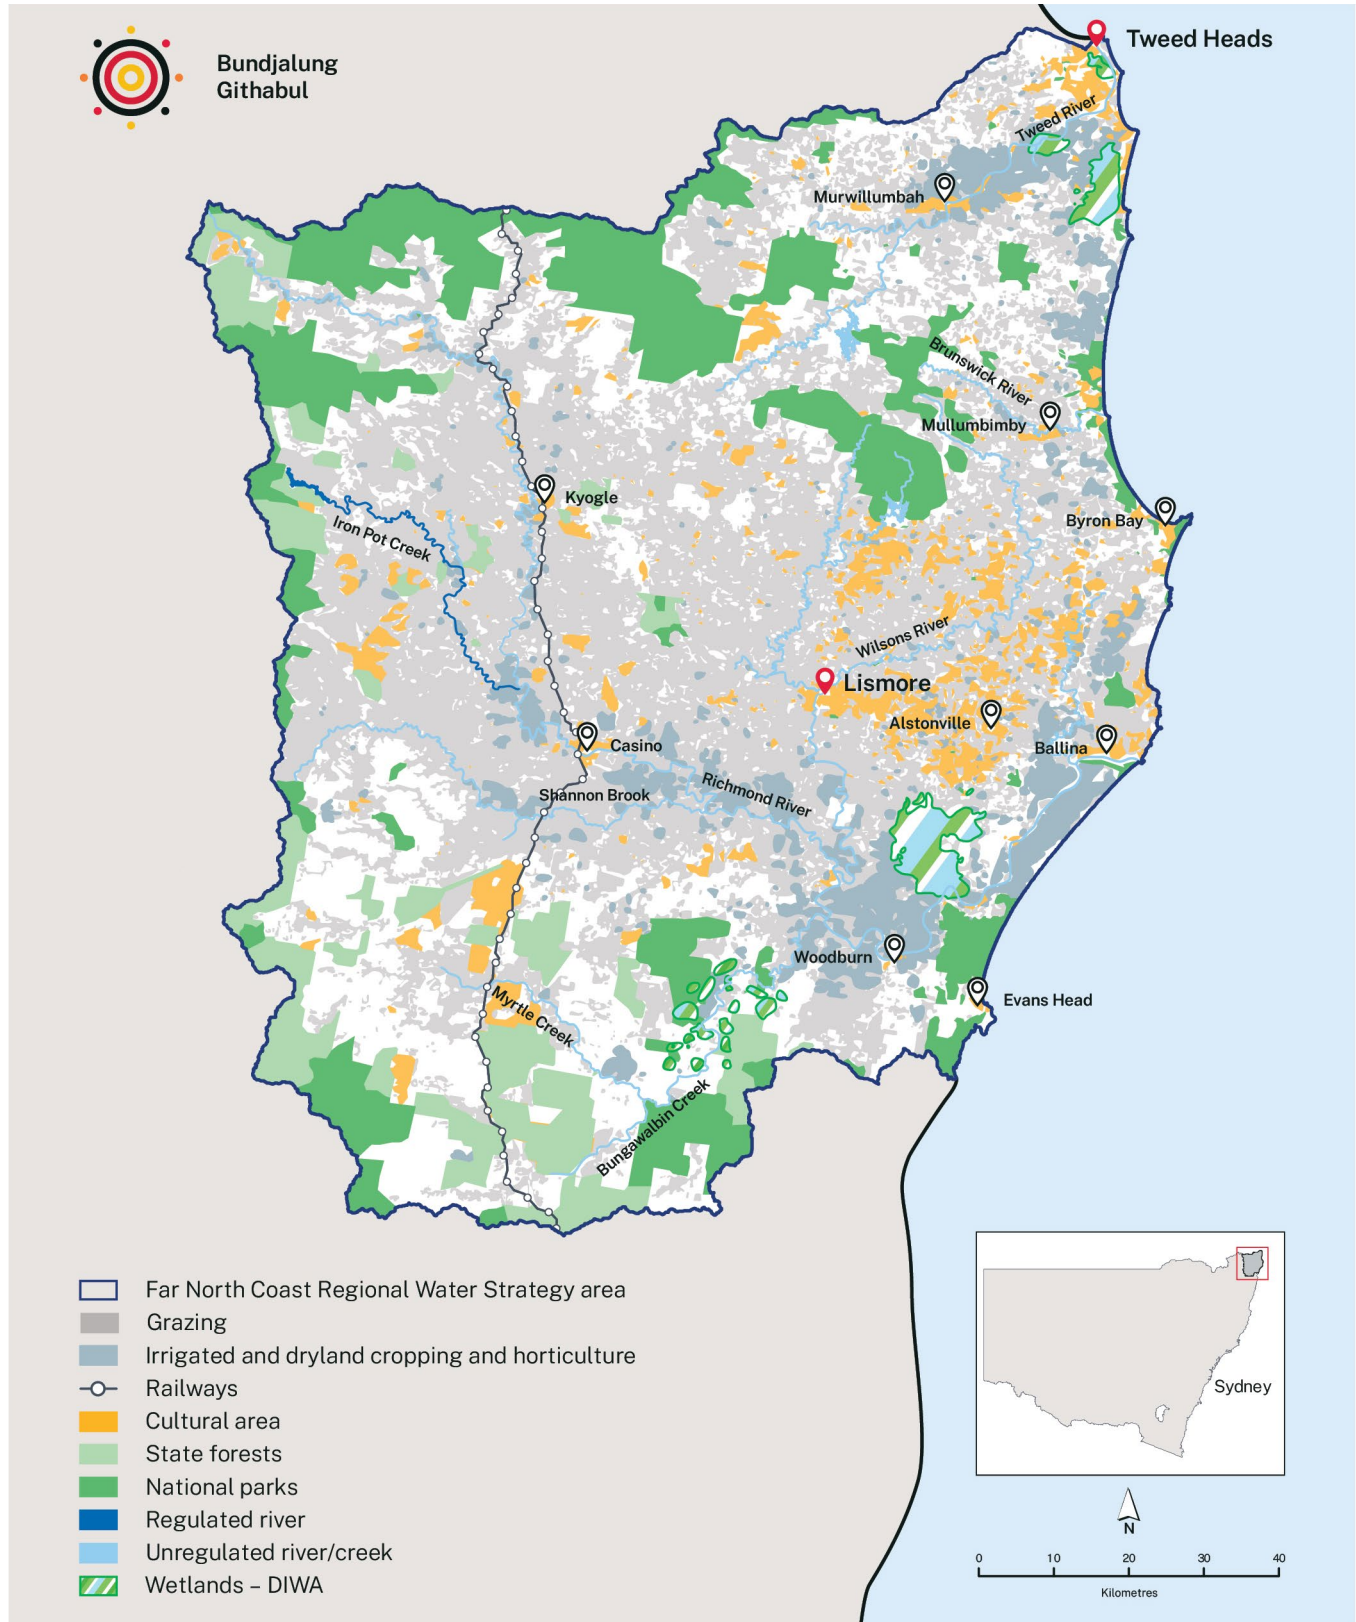 Bundjalung
Githabul
Tweed Heads
Tweed River
Murwillumbah
Brunswick River
Mullumbimby
Kyogle
Byron Bay
Iron Pot Creek
Wilsons River
Lismore
Alstonville
Ballina
Casino
Richmond River
Shannon Brook
Woodburn
Evans Head
Myrtle Creek
Bungawalbin Creek
Far North Coast Regional Water Strategy area
Grazing
Irrigated and dryland cropping and horticulture
Railways
Cultural area
State forests
National parks
Regulated river
Unregulated river/creek
Wetlands – DIWA
Sydney
N
0 10 20 30 40
Kilometres